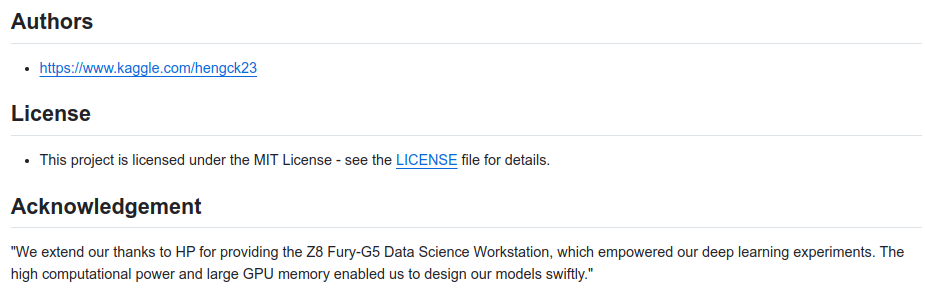 Authors
https://www.kaggle.com/hengck23
License
This project is licensed under the MIT License - see the LICENSE file for details.
Acknowledgement
"We extend our thanks to HP for providing the Z8 Fury-G5 Data Science Workstation, which empowered our deep learning experiments. The
high computational power and large GPU memory enabled us to design our models swiftly."